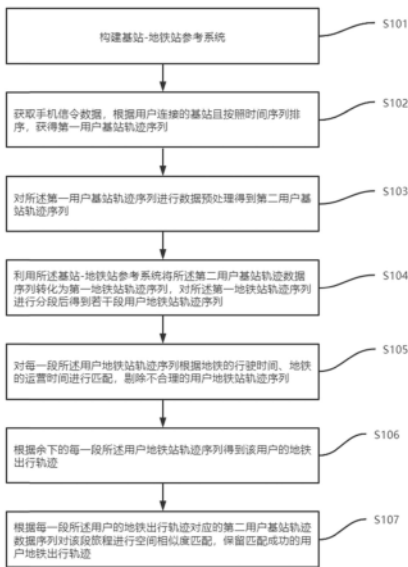 构建基站-地铁站参考系统
S101
获取手机信令数据，根据用户连接的基站且按照时间序列排
序，获得第一用户基站轨迹序列
S102
对所述第一用户基站轨迹序列进行数据预处理得到第二用户基
站轨迹序列
S103
利用所述基站-地铁站参考系统将所述第二用户基站轨迹数据
序列转化为第一地铁站轨迹序列，对所述第一地铁站轨迹序列
进行分段后得到若干段用户地铁站轨迹序列
S104
对每一段所述用户地铁站轨迹序列根据地铁的行驶时间、地铁
的运营时间进行匹配，剔除不合理的用户地铁站轨迹序列
S105
根据余下的每一段所述用户地铁站轨迹序列得到该用户的地铁
出行轨迹
S106
根据每一段所述用户的地铁出行轨迹对应的第二用户基站轨迹
数据序列对该段旅程进行空间相似度匹配，保留匹配成功的用
户地铁出行轨迹
S107